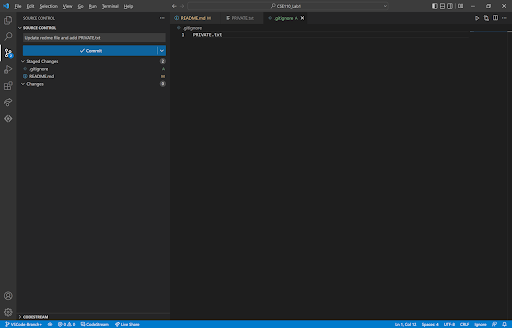 File Edit Selection View Go Run Terminal Help
CSE110_Lab1
SOURCE CONTROL
README.md M
PRIVATE.txt
.gitignore A
SOURCE CONTROL
.gitignore
Update redme file and add PRIVATE.txt
1 PRIVATE.txt
Commit
Staged Changes 2
.gitignore A
README.md M
Changes 0
CODESTREAM
VSCode-Branch+
0 0
CodeStream
Live Share
Ln 1, Col 12
Spaces: 4
UTF-8
CRLF
Ignore